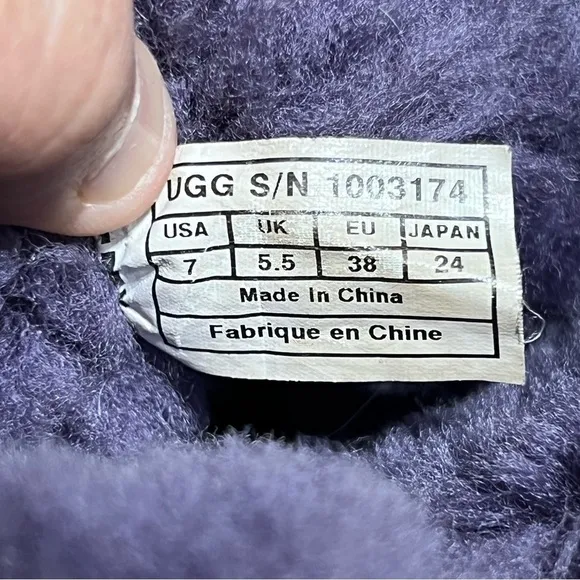 UGG S/N 1003174
USA UK EU JAPAN
7 5.5 38 24
Made In China
Fabrique en Chine